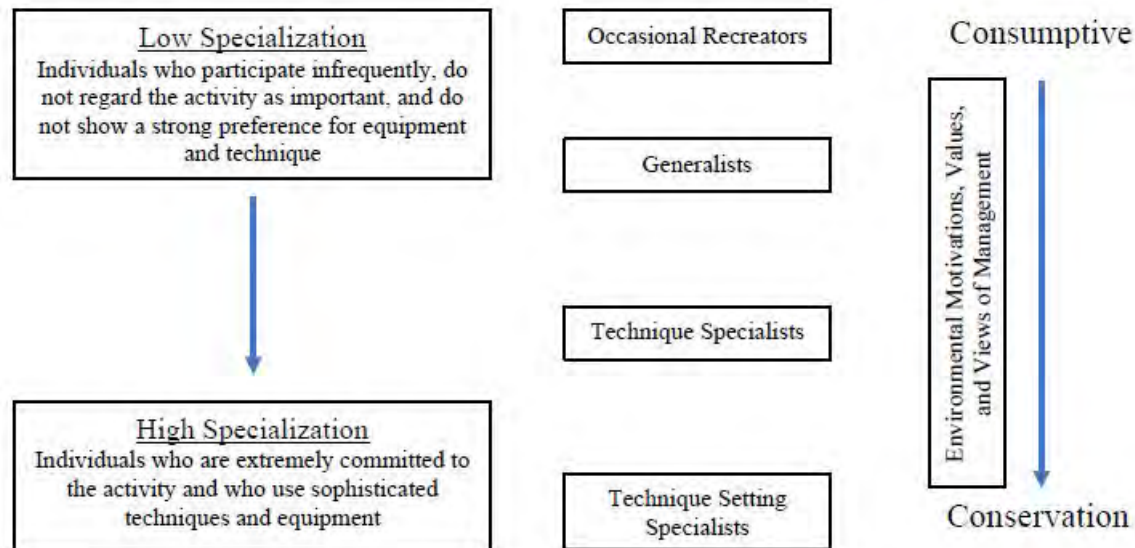 Low Specialization
Individuals who participate infrequently, do
not regard the activity as important, and do
not show a strong preference for equipment
and technique
High Specialization
Individuals who are extremely committed to
the activity and who use sophisticated
techniques and equipment
Occasional Recreators
Generalists
Technique Specialists
Technique Setting
Specialists
Consumptive
Environmental Motivations, Values,
and Views of Management
Conservation